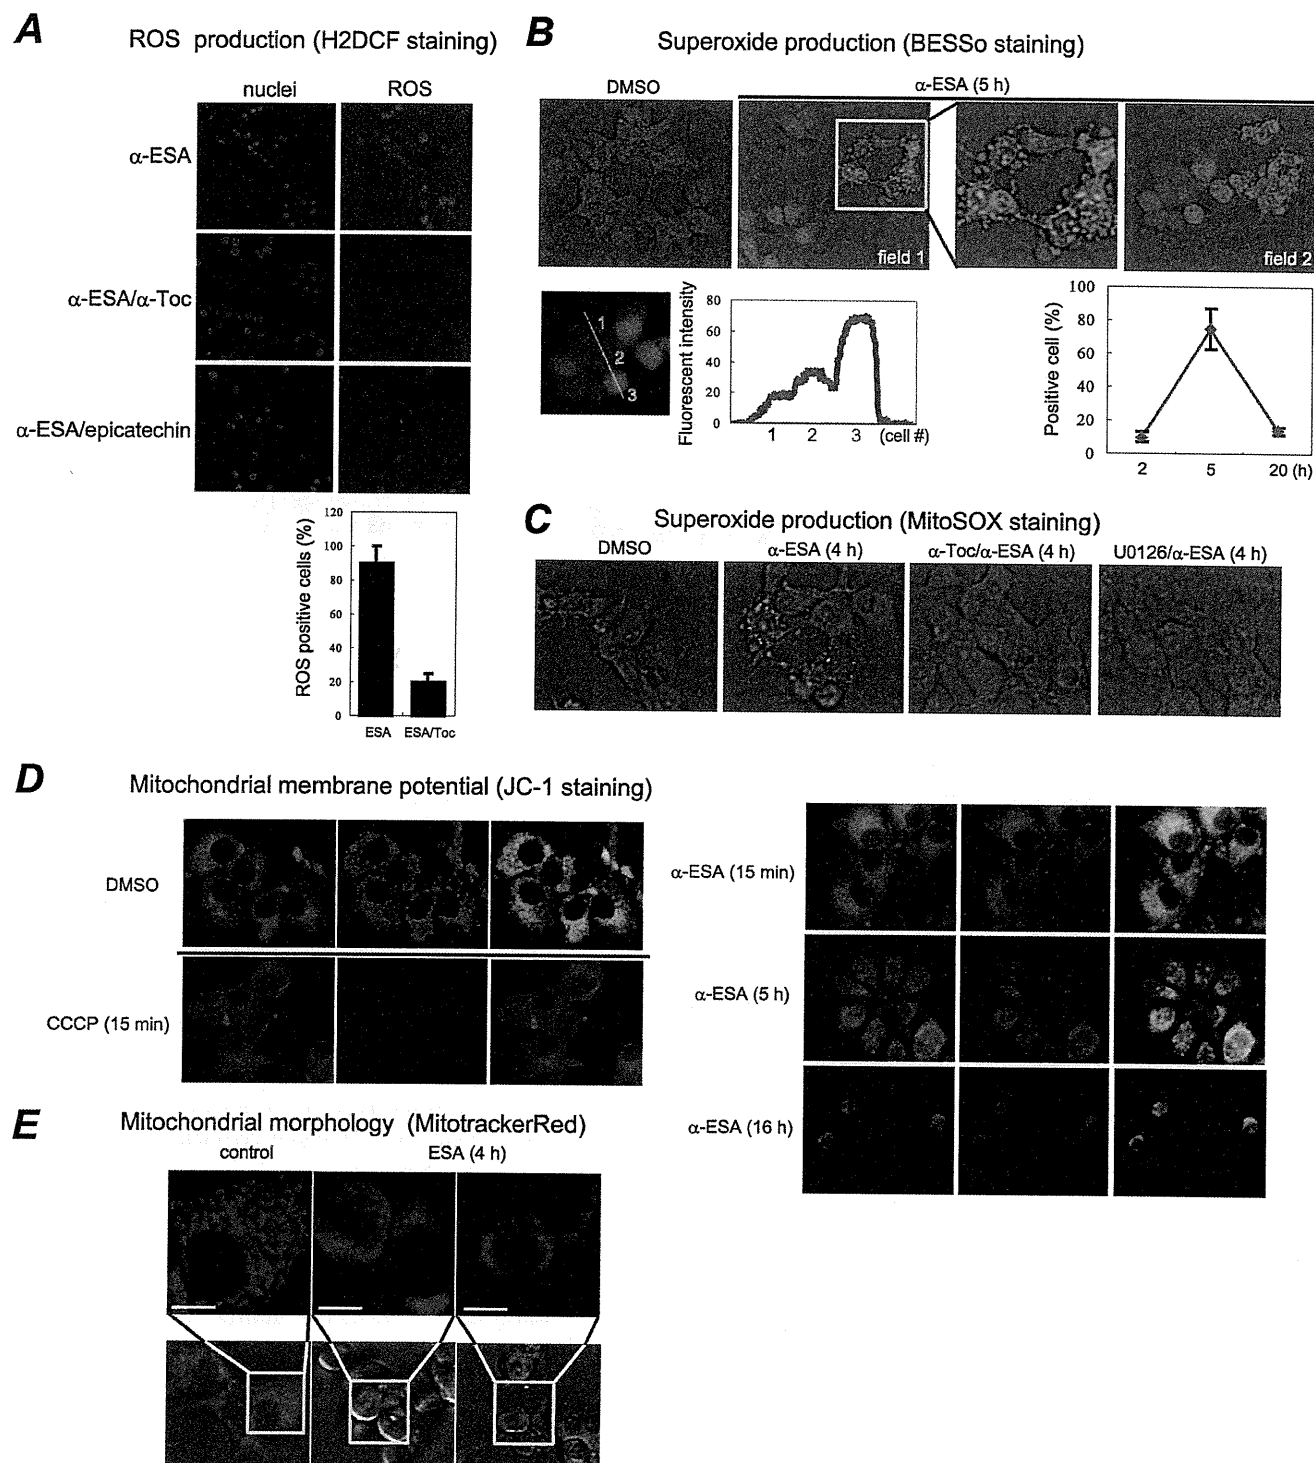 A
ROS production (H2DCF staining)
nuclei
ROS
α-ESA
α-ESA/α-Toc
α-ESA/epicatechin
ROS positive cells (%)
120
100
80
60
40
20
0
ESA
ESA/Toc
B
Superoxide production (BESSo staining)
DMSO
α-ESA (5 h)
field 1
field 2
1
2
3
Fluorescent intensity
80
60
40
20
0
1
2
3
(cell #)
Positive cell (%)
100
80
60
40
20
0
2
5
20 (h)
C
Superoxide production (MitoSOX staining)
DMSO
α-ESA (4 h)
α-Toc/α-ESA (4 h)
U0126/α-ESA (4 h)
D
Mitochondrial membrane potential (JC-1 staining)
DMSO
CCCP (15 min)
α-ESA (15 min)
α-ESA (5 h)
α-ESA (16 h)
E
Mitochondrial morphology (MitotrackerRed)
control
ESA (4 h)